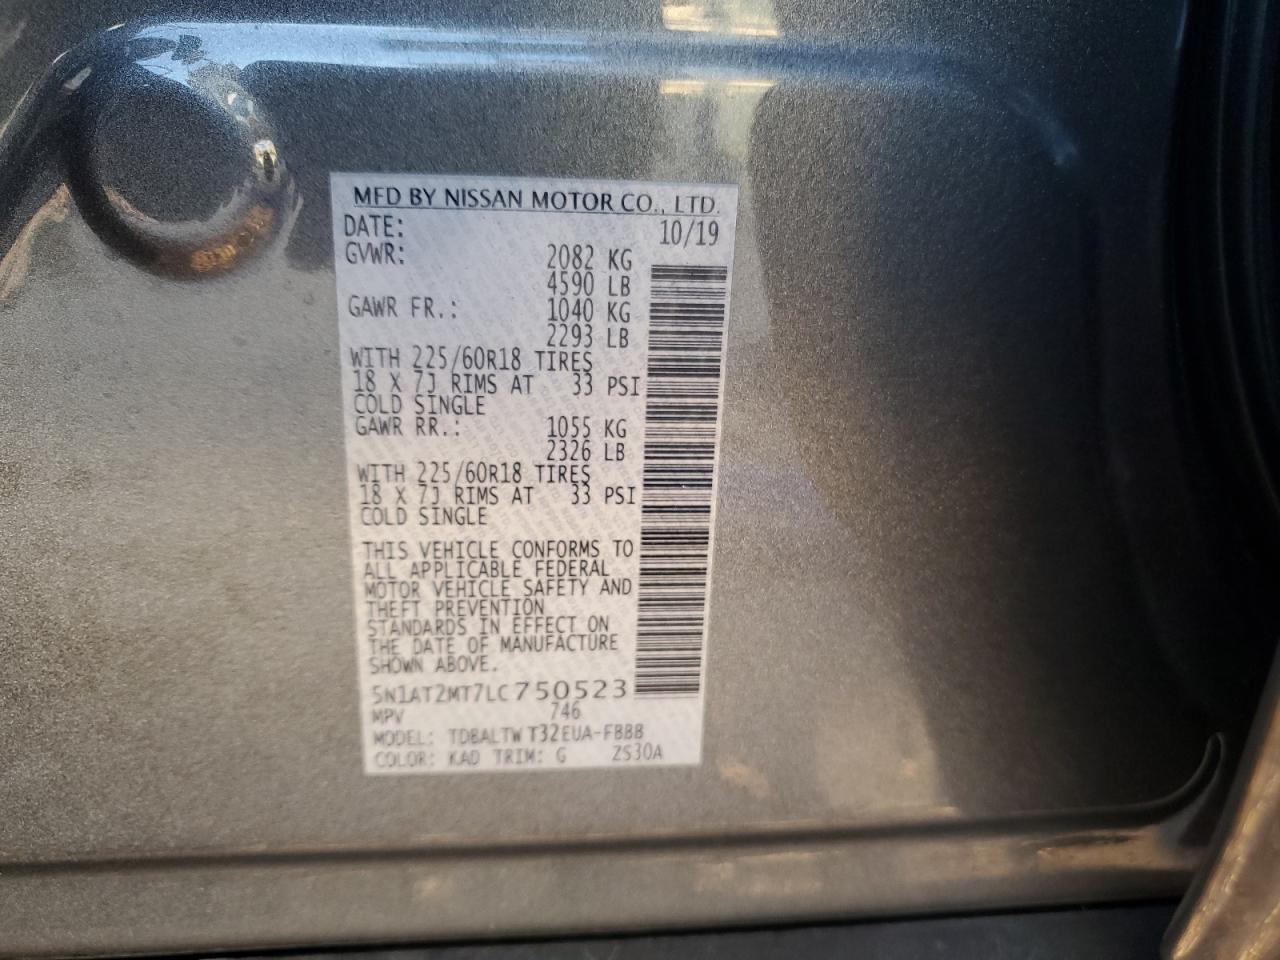 MFD BY NISSAN MOTOR CO., LTD.
DATE: 10/19
GVWR: 2082 KG
4590 LB
GAWR FR.: 1040 KG
2293 LB
WITH 225/60R18 TIRES
18 X 7J RIMS AT 33 PSI
COLD SINGLE
GAWR RR.: 1055 KG
2326 LB
WITH 225/60R18 TIRES
18 X 7J RIMS AT 33 PSI
COLD SINGLE
THIS VEHICLE CONFORMS TO
ALL APPLICABLE FEDERAL
MOTOR VEHICLE SAFETY AND
THEFT PREVENTION
STANDARDS IN EFFECT ON
THE DATE OF MANUFACTURE
SHOWN ABOVE.
5N1AT2MT7LC750523
MPV 746
MODEL: TDBALTW T32EUA-FBBB
COLOR: KAD TRIM: G ZS30A